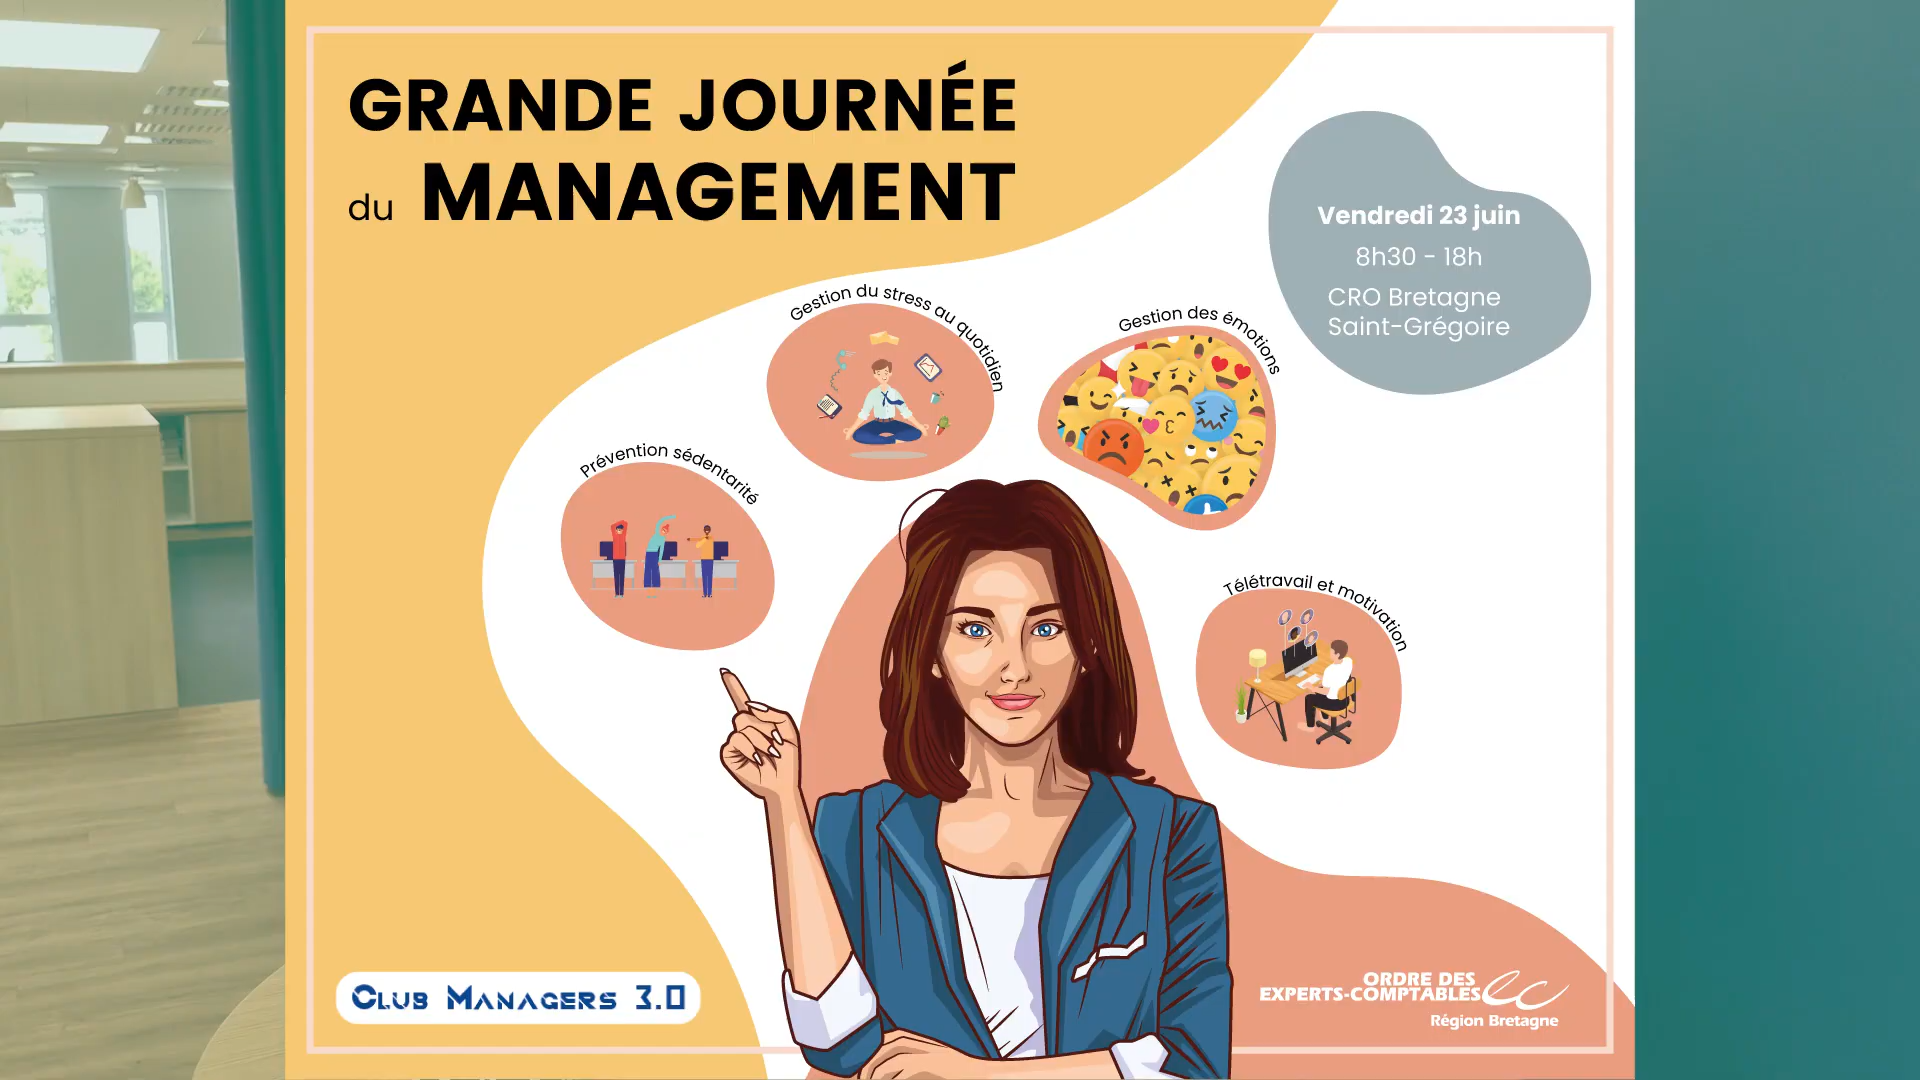 GRANDE JOURNÉE
du MANAGEMENT
Vendredi 23 juin
8h30 - 18h
CRO Bretagne
Saint-Grégoire
Gestion du stress au quotidien
Gestion des émotions
Prévention sédentarité
Télétravail et motivation
CLUB MANAGERS 3.0
ORDRE DES
EXPERTS-COMPTABLES ec
Région Bretagne